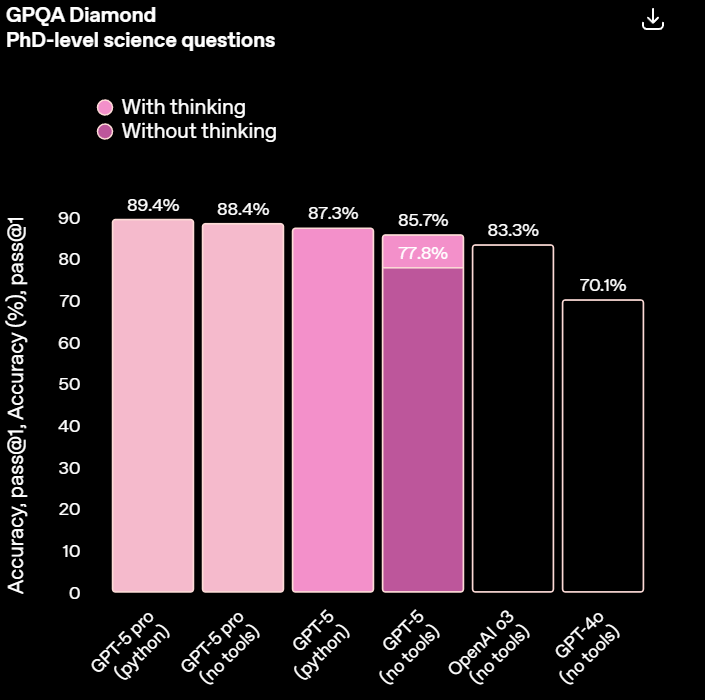 GPQA Diamond
PhD-level science questions
With thinking
Without thinking
Accuracy, pass@1, Accuracy (%), pass@1
90
80
70
60
50
40
30
20
10
0
89.4%
88.4%
87.3%
85.7%
77.8%
83.3%
70.1%
GPT-5 pro
(python)
GPT-5 pro
(no tools)
GPT-5
(python)
GPT-5
(no tools)
OpenAI o3
(no tools)
GPT-4o
(no tools)